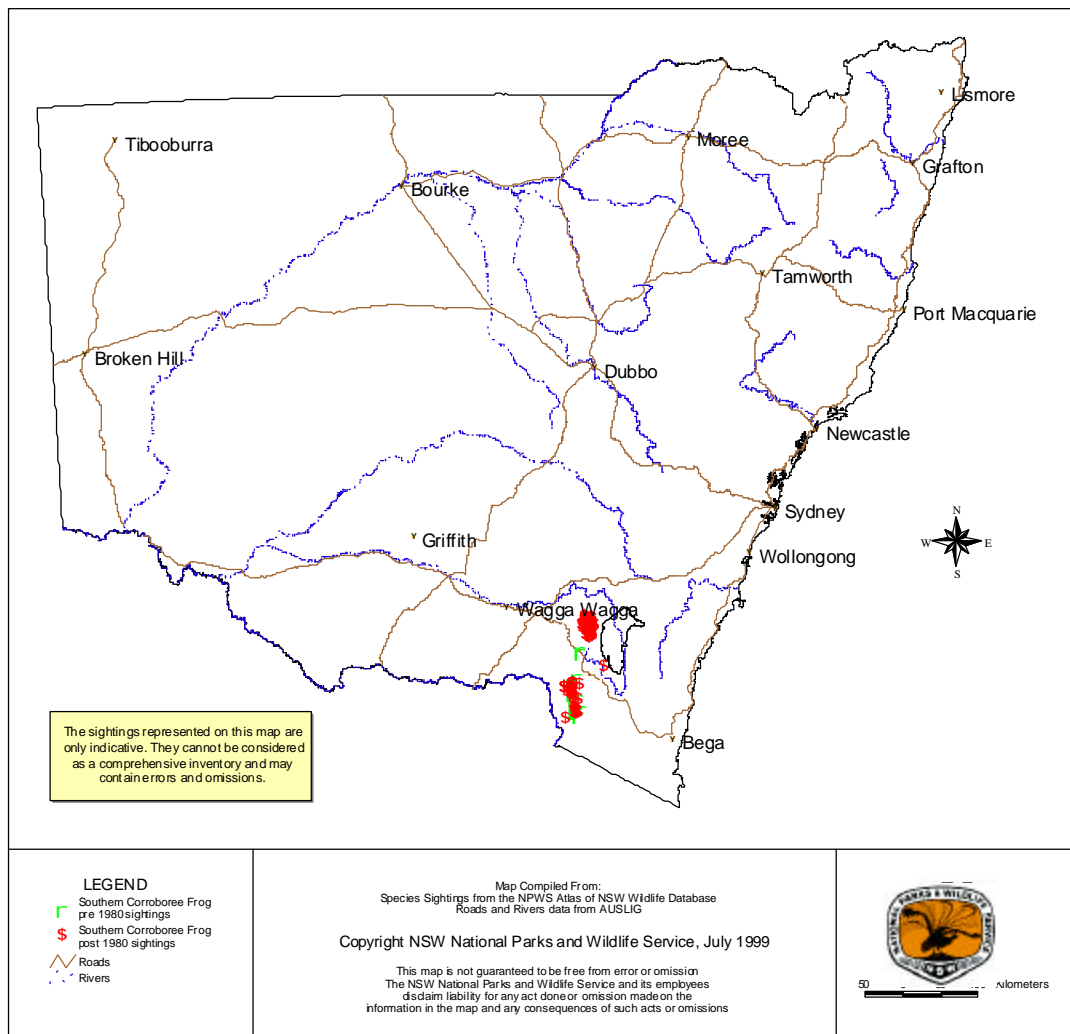 Lismore
Tibooburra
Moree
Grafton
Bourke
Tamworth
Port Macquarie
Broken Hill
Dubbo
Newcastle
Sydney
Griffith
Wollongong
N
W E
S
Wagga Wagga
Bega
The sightings represented on this map are
only indicative. They cannot be considered
as a comprehensive inventory and may
contain errors and omissions.
LEGEND
Southern Corroboree Frog
pre 1980 sightings
Southern Corroboree Frog
post 1980 sightings
Roads
Rivers
Map Compiled From:
Species Sightings from the NPWS Atlas of NSW Wildlife Database
Roads and Rivers data from AUSLIG
Copyright NSW National Parks and Wildlife Service, July 1999
This map is not guaranteed to be free from error or omission
The NSW National Parks and Wildlife Service and its employees
disclaim liability for any act done or omission made on the
information in the map and any consequences of such acts or omissions
NATIONAL PARKS & WILDLIFE SERVICE
50